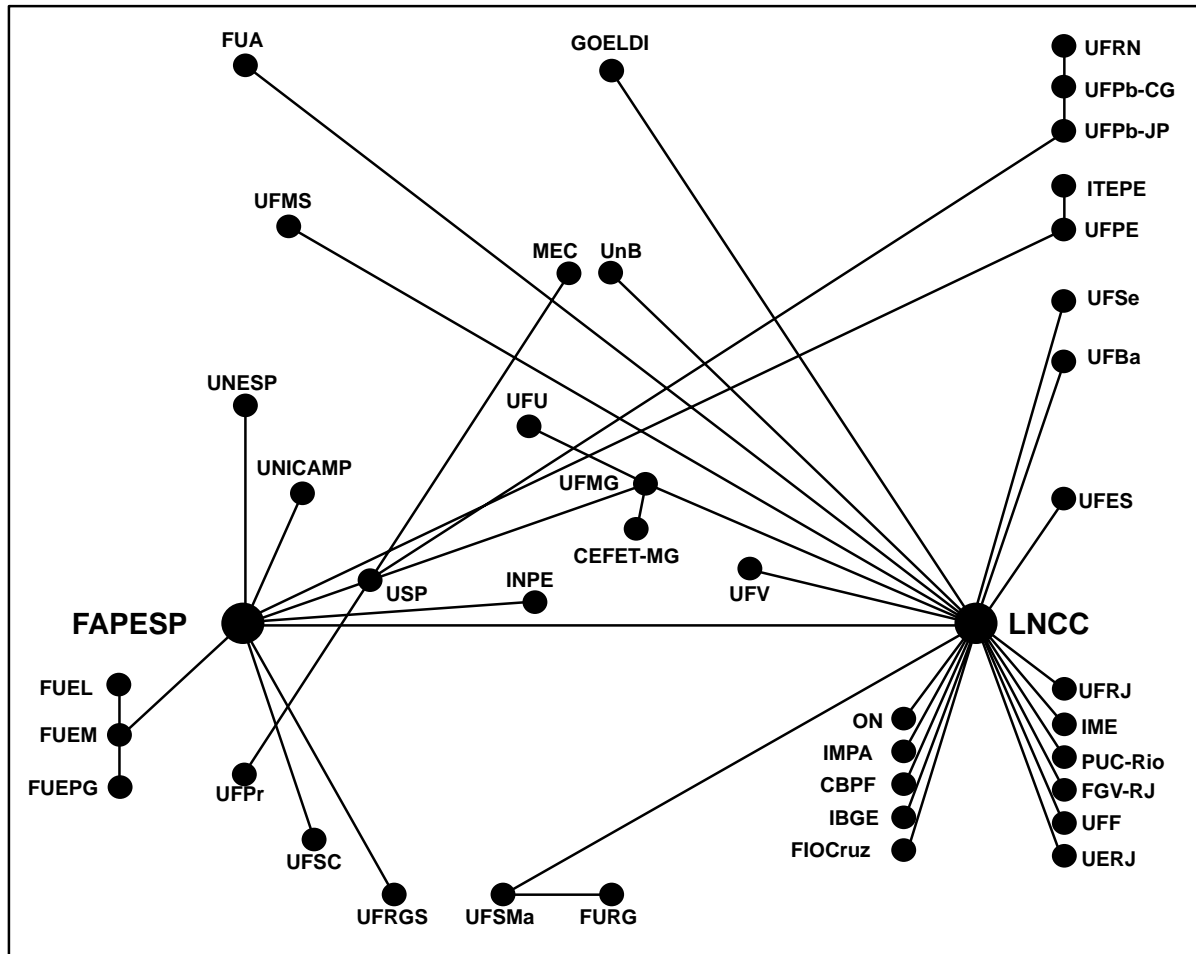 FUA
GOELDI
UFRN
UFPb-CG
UFPb-JP
ITEPE
UFMS
UFPE
MEC
UnB
UFSe
UFBa
UNESP
UFU
UNICAMP
UFMG
UFES
CEFET-MG
INPE
USP
UFV
FAPESP
LNCC
FUEL
UFRJ
ON
IME
FUEM
IMPA
PUC-Rio
FUEPG
UFPr
CBPF
FGV-RJ
IBGE
UFF
FIOCruz
UERJ
UFSC
UFRGS
UFSMa
FURG